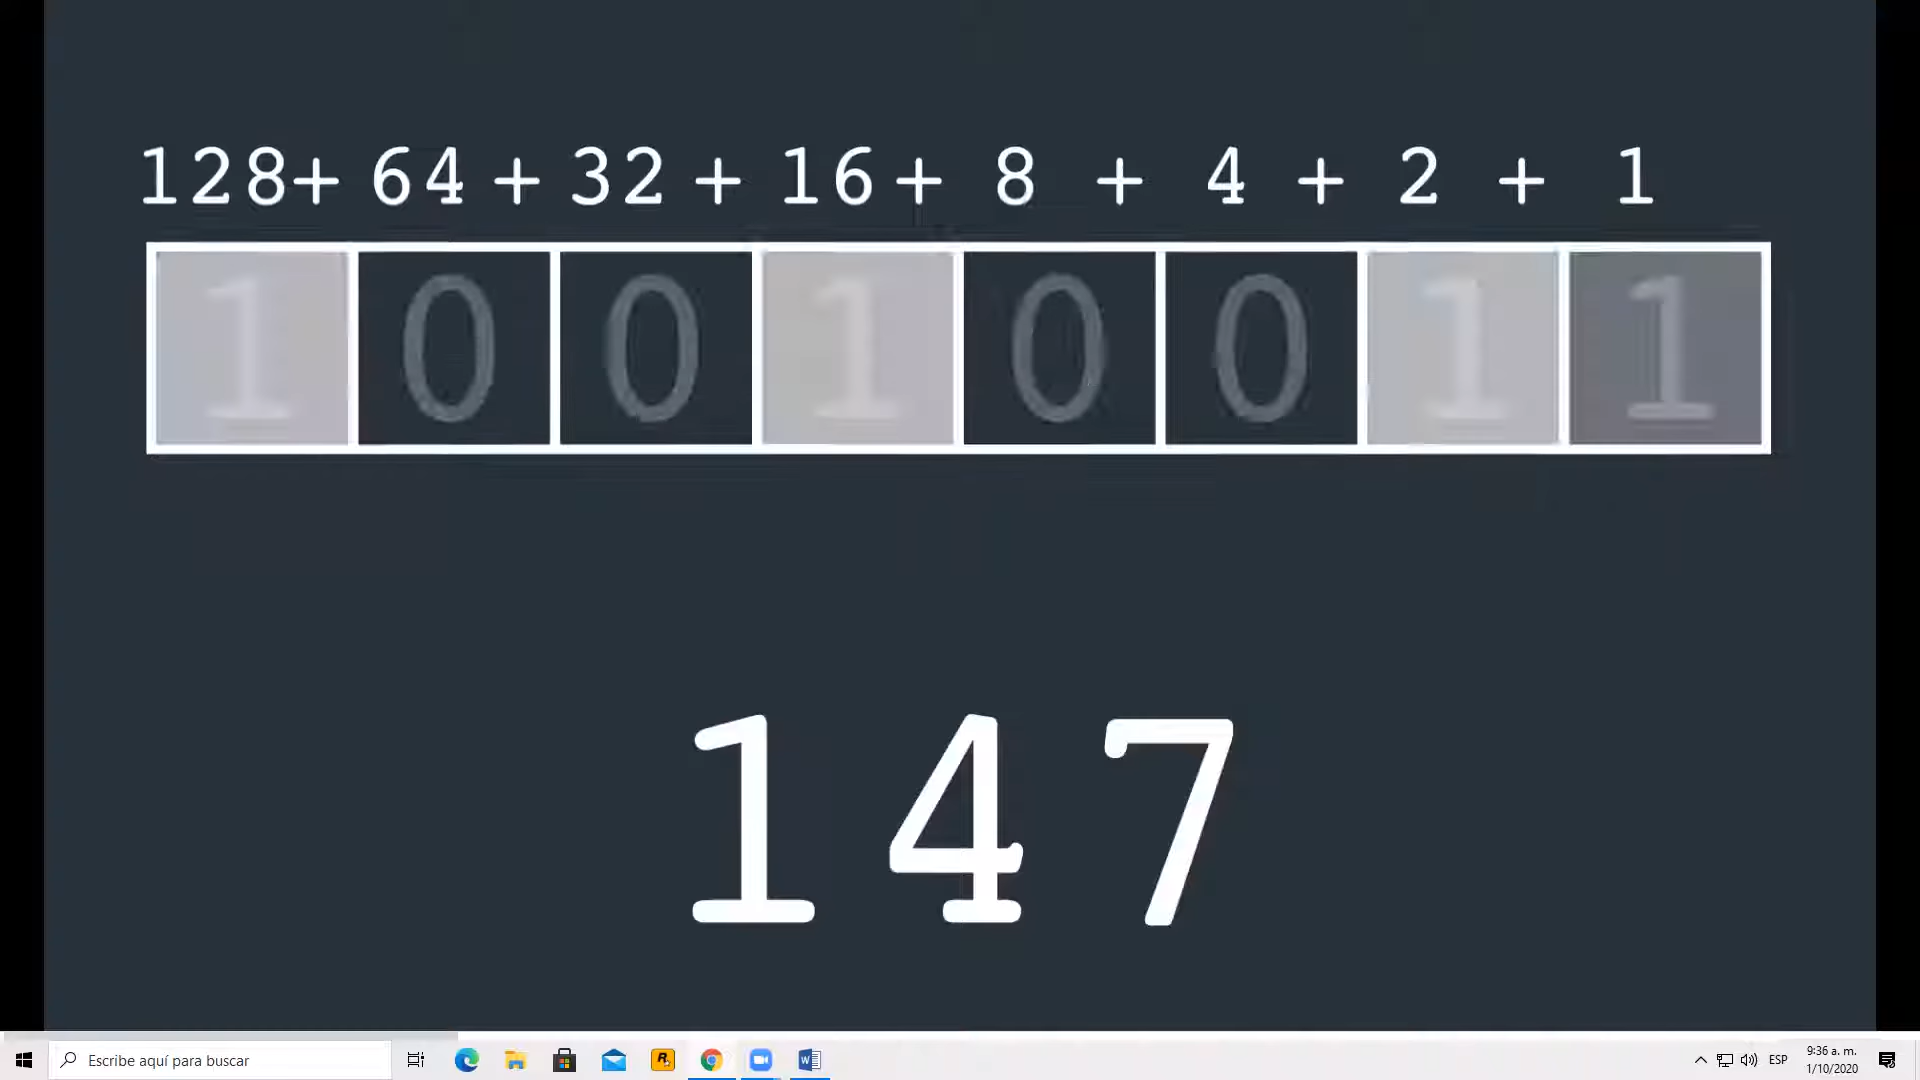 128+ 64 + 32 + 16 + 8 + 4 + 2 + 1
1 0 0 1 0 0 1 1
147
Escribe aquí para buscar
ESP
9:36 a. m.
1/10/2020